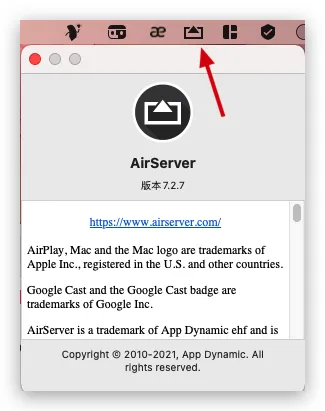 æ
AirServer
版本7.2.7
https://www.airserver.com/
AirPlay, Mac and the Mac logo are trademarks of
Apple Inc., registered in the U.S. and other countries.
Google Cast and the Google Cast badge are
trademarks of Google Inc.
AirServer is a trademark of App Dynamic ehf and is
Copyright © 2010-2021, App Dynamic. All
rights reserved.